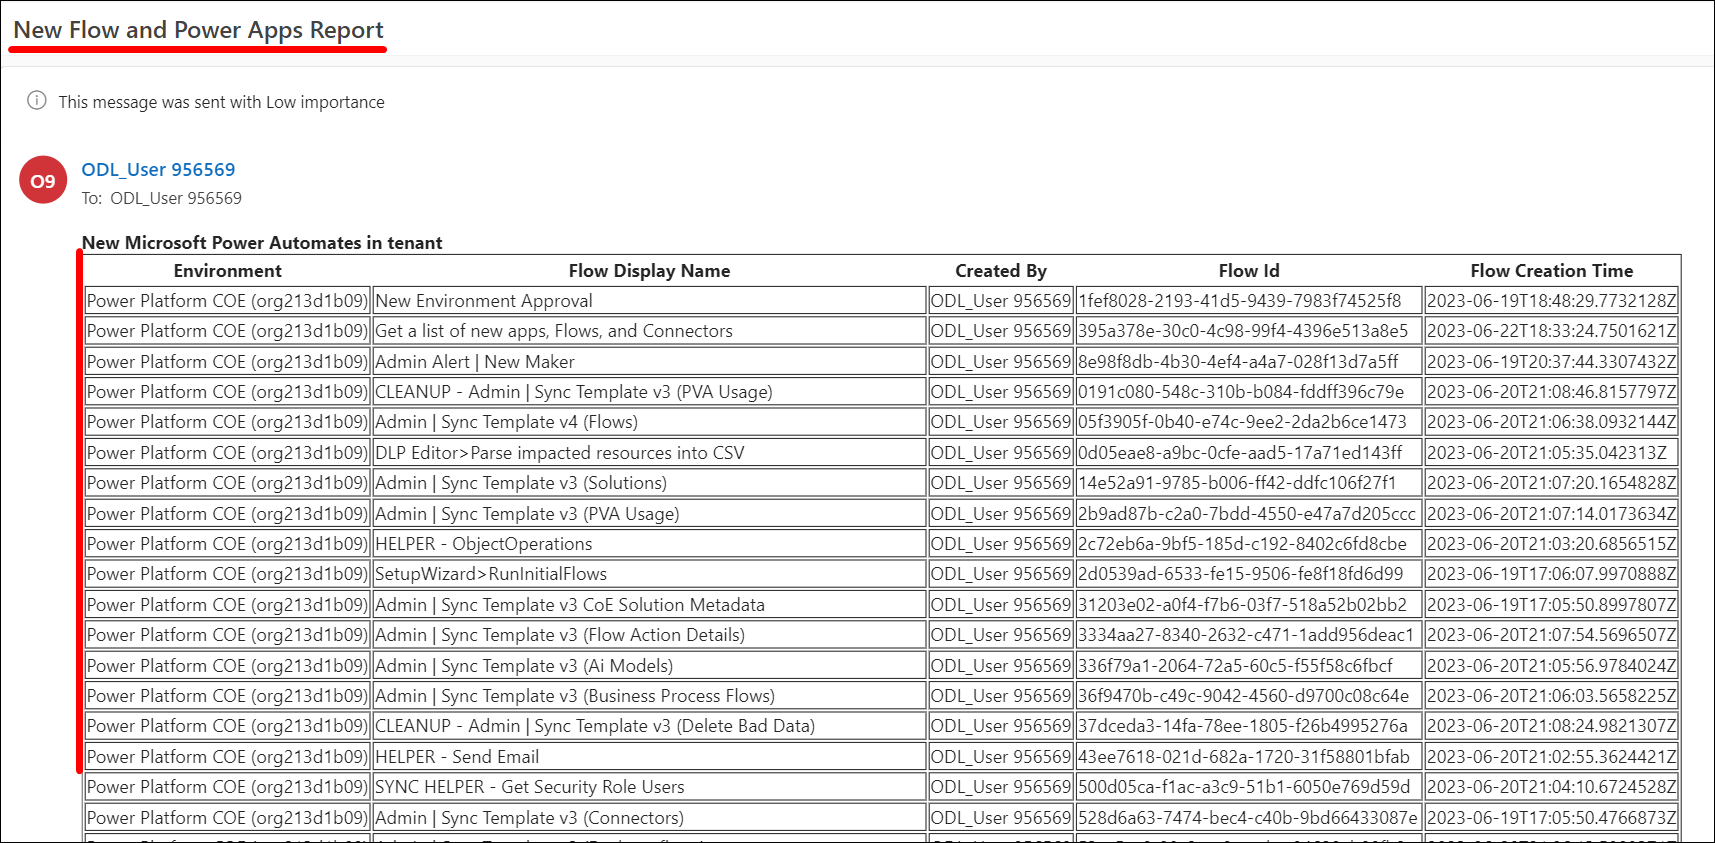 New Flow and Power Apps Report
This message was sent with Low importance
O9
ODL_User 956569
To: ODL_User 956569
New Microsoft Power Automates in tenant
Environment Flow Display Name Created By Flow Id Flow Creation Time
Power Platform COE (org213d1b09) New Environment Approval ODL_User 956569 1fef8028-2193-41d5-9439-7983f74525f8 2023-06-19T18:48:29.7732128Z
Power Platform COE (org213d1b09) Get a list of new apps, Flows, and Connectors ODL_User 956569 395a378e-30c0-4c98-99f4-4396e513a8e5 2023-06-22T18:33:24.7501621Z
Power Platform COE (org213d1b09) Admin Alert | New Maker ODL_User 956569 8e98f8db-4b30-4ef4-a4a7-028f13d7a5ff 2023-06-19T20:37:44.3307432Z
Power Platform COE (org213d1b09) CLEANUP - Admin | Sync Template v3 (PVA Usage) ODL_User 956569 0191c080-548c-310b-b084-fddff396c79e 2023-06-20T21:08:46.8157797Z
Power Platform COE (org213d1b09) Admin | Sync Template v4 (Flows) ODL_User 956569 05f3905f-0b40-e74c-9ee2-2da2b6ce1473 2023-06-20T21:06:38.0932144Z
Power Platform COE (org213d1b09) DLP Editor>Parse impacted resources into CSV ODL_User 956569 0d05eae8-a9bc-0cfe-aad5-17a71ed143ff 2023-06-20T21:05:35.042313Z
Power Platform COE (org213d1b09) Admin | Sync Template v3 (Solutions) ODL_User 956569 14e52a91-9785-b006-ff42-ddfc106f27f1 2023-06-20T21:07:20.1654828Z
Power Platform COE (org213d1b09) Admin | Sync Template v3 (PVA Usage) ODL_User 956569 2b9ad87b-c2a0-7bdd-4550-e47a7d205ccc 2023-06-20T21:07:14.0173634Z
Power Platform COE (org213d1b09) HELPER - ObjectOperations ODL_User 956569 2c72eb6a-9bf5-185d-c192-8402c6fd8cbe 2023-06-20T21:03:20.6856515Z
Power Platform COE (org213d1b09) SetupWizard>RunInitialFlows ODL_User 956569 2d0539ad-6533-fe15-9506-fe8f18fd6d99 2023-06-19T17:06:07.9970888Z
Power Platform COE (org213d1b09) Admin | Sync Template v3 CoE Solution Metadata ODL_User 956569 31203e02-a0f4-f7b6-03f7-518a52b02bb2 2023-06-19T17:05:50.8997807Z
Power Platform COE (org213d1b09) Admin | Sync Template v3 (Flow Action Details) ODL_User 956569 3334aa27-8340-2632-c471-1add956deac1 2023-06-20T21:07:54.5696507Z
Power Platform COE (org213d1b09) Admin | Sync Template v3 (Ai Models) ODL_User 956569 336f79a1-2064-72a5-60c5-f55f58c6fbcf 2023-06-20T21:05:56.9784024Z
Power Platform COE (org213d1b09) Admin | Sync Template v3 (Business Process Flows) ODL_User 956569 36f9470b-c49c-9042-4560-d9700c08c64e 2023-06-20T21:06:03.5658225Z
Power Platform COE (org213d1b09) CLEANUP - Admin | Sync Template v3 (Delete Bad Data) ODL_User 956569 37dceda3-14fa-78ee-1805-f26b4995276a 2023-06-20T21:08:24.9821307Z
Power Platform COE (org213d1b09) HELPER - Send Email ODL_User 956569 43ee7618-021d-682a-1720-31f58801bfab 2023-06-20T21:02:55.3624421Z
Power Platform COE (org213d1b09) SYNC HELPER - Get Security Role Users ODL_User 956569 500d05ca-f1ac-a3c9-51b1-6050e769d59d 2023-06-20T21:04:10.6724528Z
Power Platform COE (org213d1b09) Admin | Sync Template v3 (Connectors) ODL_User 956569 528d6a63-7474-bec4-c40b-9bd66433087e 2023-06-19T17:05:50.4766873Z